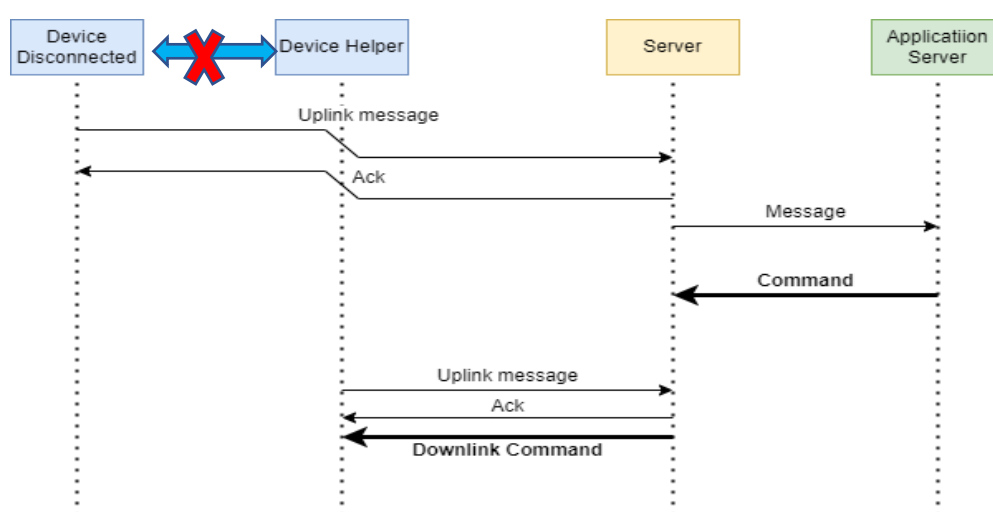 Device
Disconnected
Device Helper
Server
Applicatiion
Server
Uplink message
Ack
Message
Command
Uplink message
Ack
Downlink Command